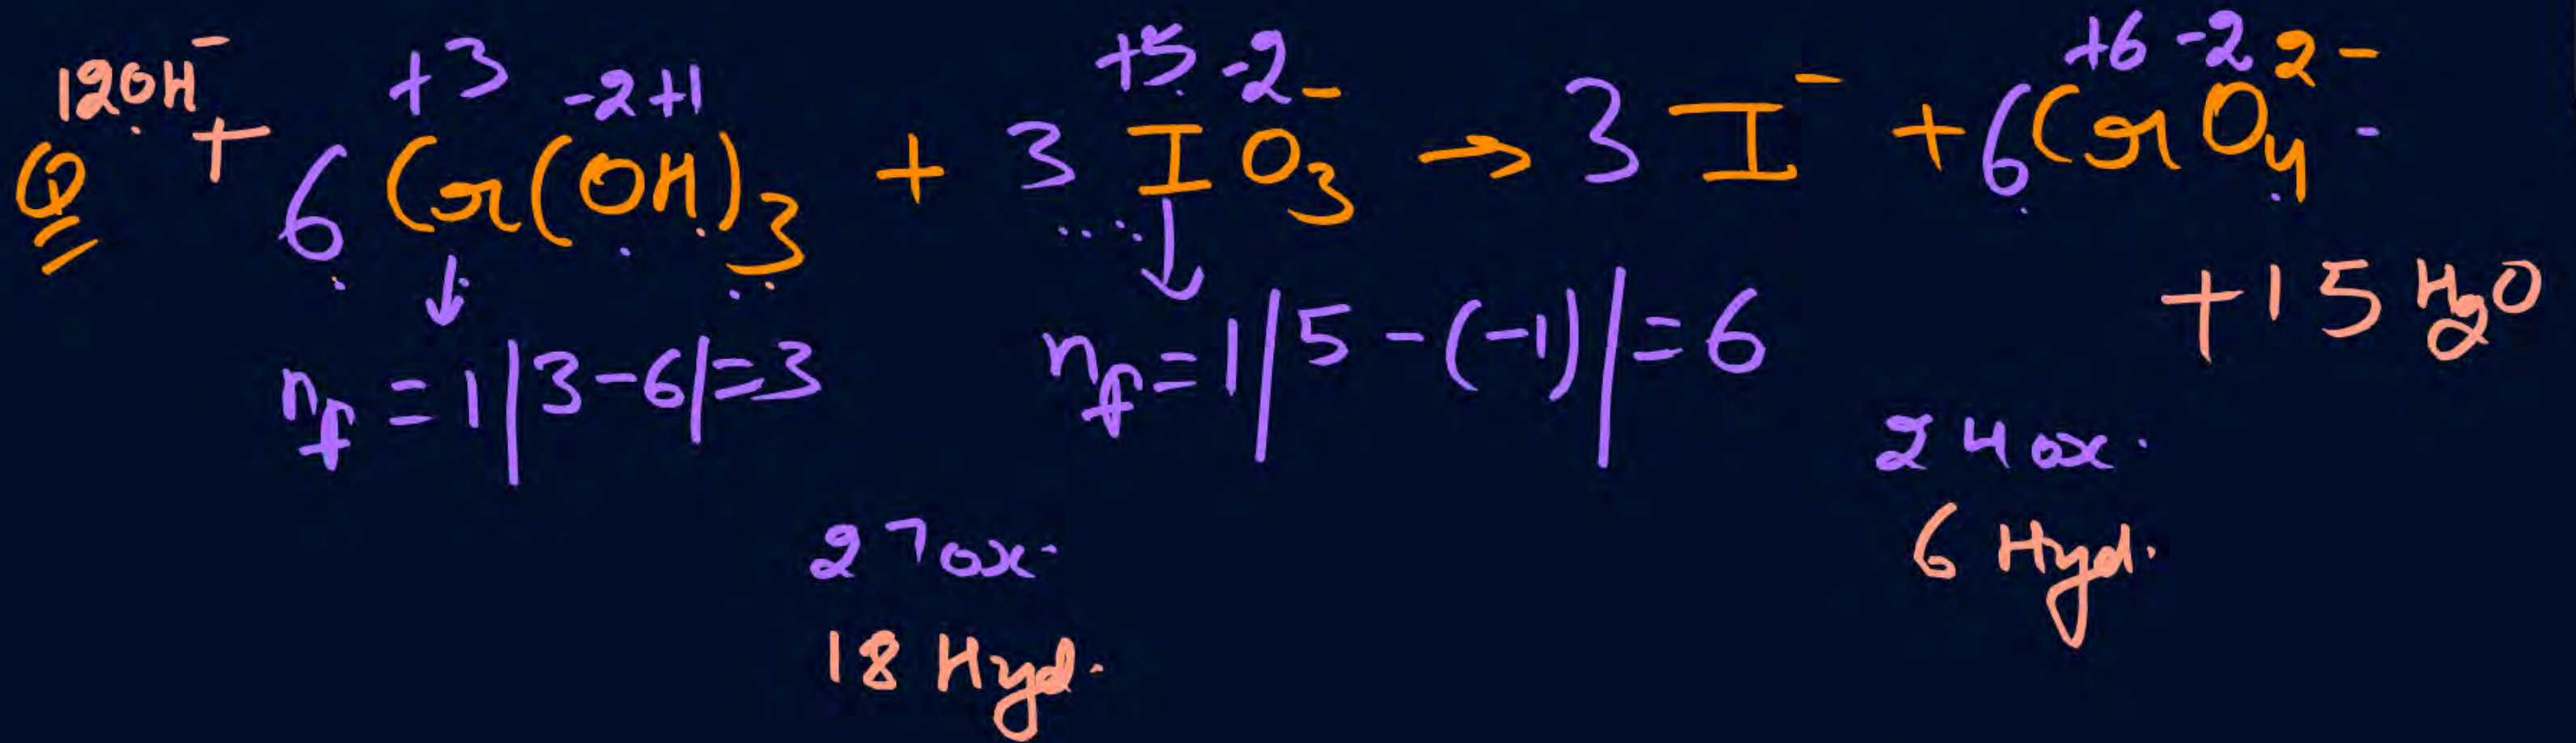 12OH⁻
+3 -2+1 +5 -2 +6 -2
Q + 6 Cr(OH)₃ + 3 IO₃⁻ → 3 I⁻ + 6 CrO₄²⁻
+ 15 H₂O
n_f = 1|3-6|=3 n_f = 1|5-(-1)|=6
24 ox.
27 ox.
6 Hyd.
18 Hyd.